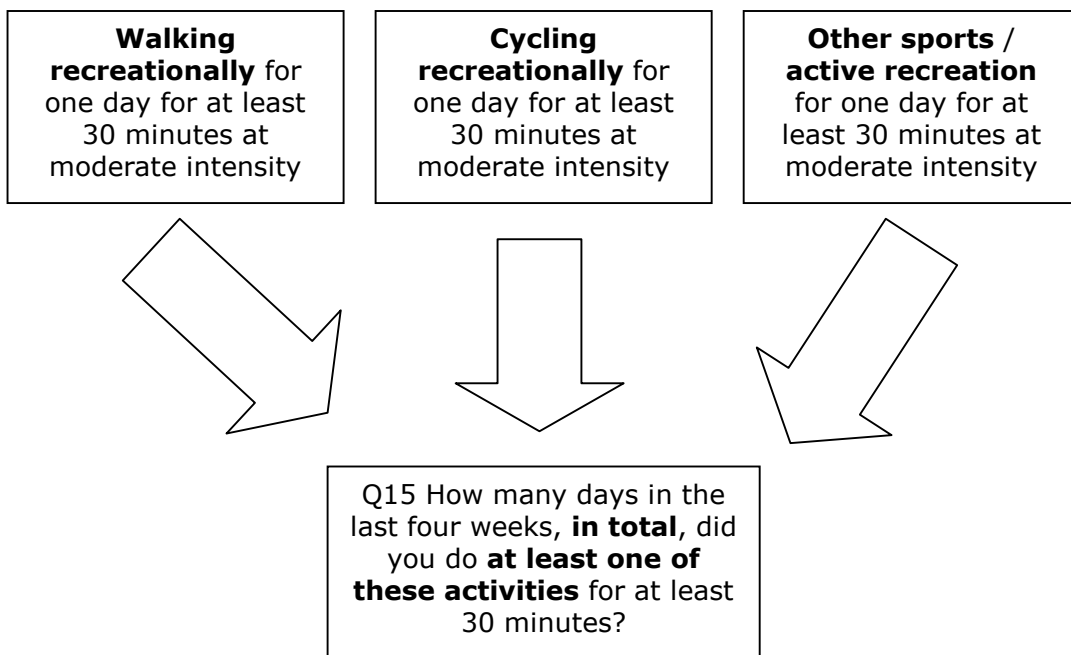 Walking
recreationally for
one day for at least
30 minutes at
moderate intensity
Cycling
recreationally for
one day for at least
30 minutes at
moderate intensity
Other sports /
active recreation
for one day for at
least 30 minutes at
moderate intensity
Q15 How many days in the
last four weeks, in total, did
you do at least one of
these activities for at least
30 minutes?